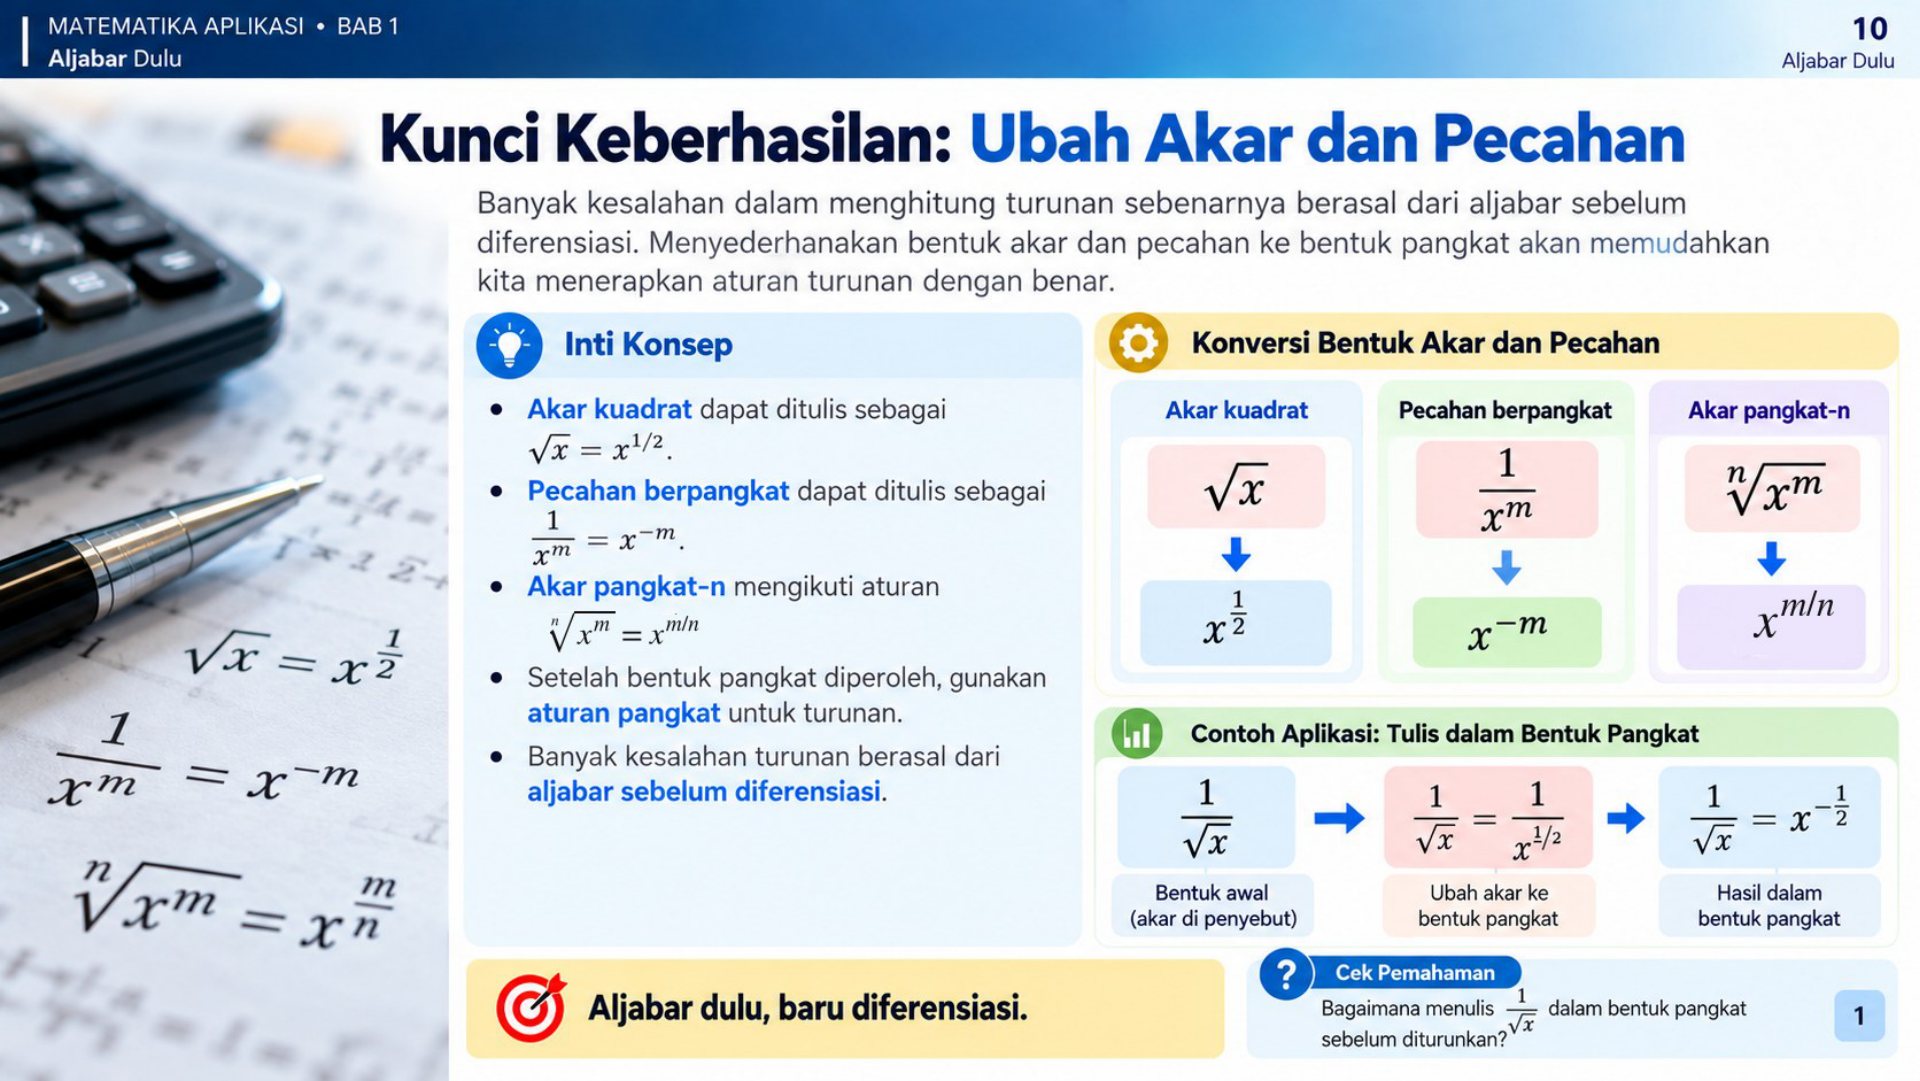 MATEMATIKA APLIKASI • BAB 1
Aljabar Dulu
10
Aljabar Dulu
Kunci Keberhasilan: Ubah Akar dan Pecahan
Banyak kesalahan dalam menghitung turunan sebenarnya berasal dari aljabar sebelum
diferensiasi. Menyederhanakan bentuk akar dan pecahan ke bentuk pangkat akan memudahkan
kita menerapkan aturan turunan dengan benar.
Inti Konsep
• Akar kuadrat dapat ditulis sebagai
√x = x^{1/2}.
• Pecahan berpangkat dapat ditulis sebagai
1/x^m = x^{−m}.
• Akar pangkat-n mengikuti aturan
ⁿ√x^m = x^{m/n}
• Setelah bentuk pangkat diperoleh, gunakan
aturan pangkat untuk turunan.
• Banyak kesalahan turunan berasal dari
aljabar sebelum diferensiasi.
Konversi Bentuk Akar dan Pecahan
Akar kuadrat
√x
x^{1/2}
Pecahan berpangkat
1/x^m
x^{−m}
Akar pangkat-n
ⁿ√x^m
x^{m/n}
Contoh Aplikasi: Tulis dalam Bentuk Pangkat
1/√x
Bentuk awal
(akar di penyebut)
1/√x = 1/x^{1/2}
Ubah akar ke
bentuk pangkat
1/√x = x^{−1/2}
Hasil dalam
bentuk pangkat
Aljabar dulu, baru diferensiasi.
? Cek Pemahaman
Bagaimana menulis 1/√x dalam bentuk pangkat
sebelum diturunkan?
1
√x = x^{1/2}
1/x^m = x^{−m}
ⁿ√x^m = x^{m/n}